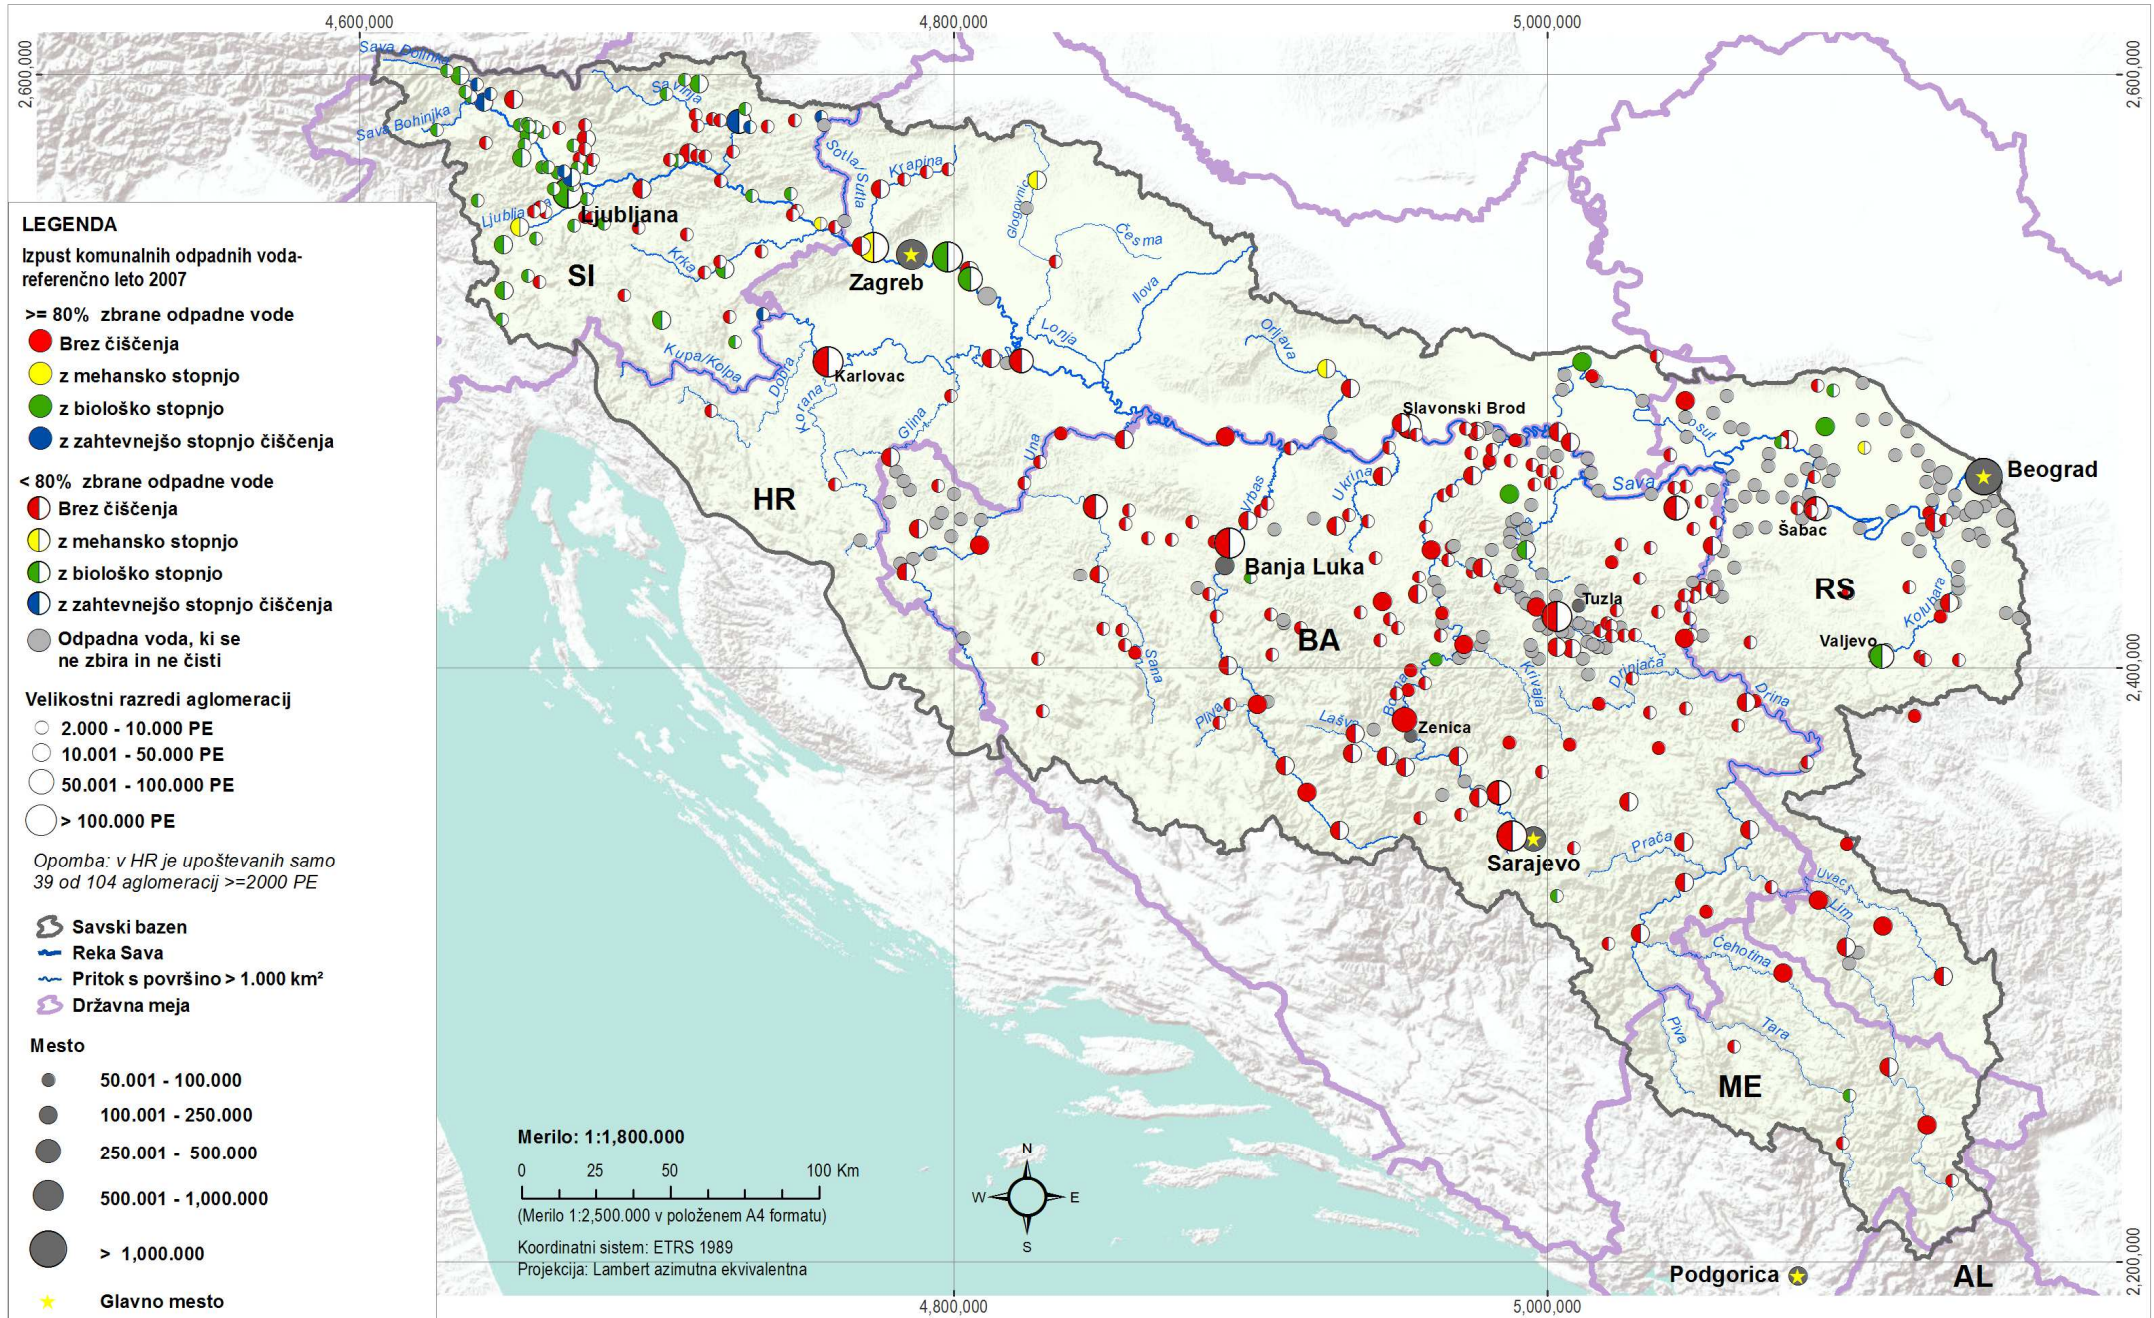 4,600,000
4,800,000
5,000,000
2,600,000
2,600,000
Sava Dolinka
Sava Bohinjka
Savinja
Sotla/Sutla
Krapina
Glogovnica
Česma
Ilova
Lonja
Ljubljana
SI
Krka
Zagreb
Kupa/Kolpa
Dobra
Korana
Karlovac
Glina
Orljava
Slavonski Brod
HR
Una
Vrbas
Ukrina
Sava
Beograd
Šabac
Banja Luka
BA
Tuzla
RS
Kolubara
Valjevo
Sana
Pliva
Lašva
Bosna
Zenica
Krivaja
Drinjača
Drina
2,400,000
Sarajevo
Prača
Uvac
Lim
Čehotina
Piva
Tara
ME
Podgorica
AL
2,200,000
4,800,000
5,000,000
LEGENDA
Izpust komunalnih odpadnih voda-
referenčno leto 2007
>= 80% zbrane odpadne vode
Brez čiščenja
z mehansko stopnjo
z biološko stopnjo
z zahtevnejšo stopnjo čiščenja
< 80% zbrane odpadne vode
Brez čiščenja
z mehansko stopnjo
z biološko stopnjo
z zahtevnejšo stopnjo čiščenja
Odpadna voda, ki se
ne zbira in ne čisti
Velikostni razredi aglomeracij
2.000 - 10.000 PE
10.001 - 50.000 PE
50.001 - 100.000 PE
> 100.000 PE
Opomba: v HR je upoštevanih samo
39 od 104 aglomeracij >=2000 PE
Savski bazen
Reka Sava
Pritok s površino > 1.000 km²
Državna meja
Mesto
50.001 - 100.000
100.001 - 250.000
250.001 - 500.000
500.001 - 1,000.000
> 1,000.000
Glavno mesto
Merilo: 1:1,800.000
0 25 50 100 Km
(Merilo 1:2,500.000 v položenem A4 formatu)
Koordinatni sistem: ETRS 1989
Projekcija: Lambert azimutna ekvivalentna
N
W E
S